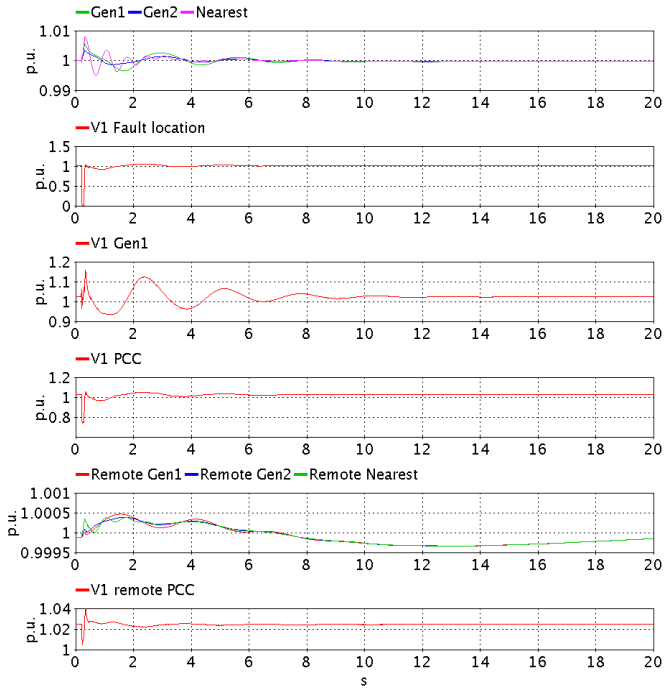 Gen1 Gen2 Nearest
1.01
1
0.99
p.u.
0 2 4 6 8 10 12 14 16 18 20
V1 Fault location
1.5
1
0.5
0
p.u.
0 2 4 6 8 10 12 14 16 18 20
V1 Gen1
1.2
1.1
1
0.9
p.u.
0 2 4 6 8 10 12 14 16 18 20
V1 PCC
1.2
1
0.8
p.u.
0 2 4 6 8 10 12 14 16 18 20
Remote Gen1 Remote Gen2 Remote Nearest
1.001
1.0005
1
0.9995
p.u.
0 2 4 6 8 10 12 14 16 18 20
V1 remote PCC
1.04
1.02
1
p.u.
0 2 4 6 8 10 12 14 16 18 20
s